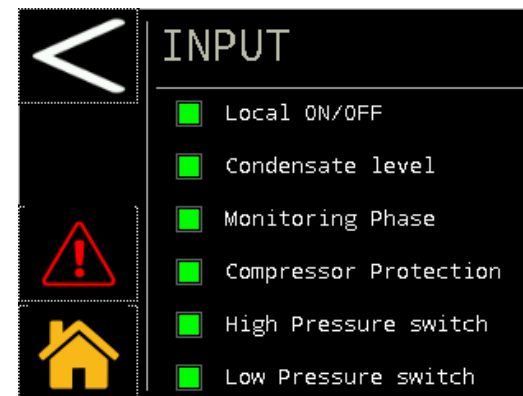 INPUT
Local ON/OFF
Condensate level
Monitoring Phase
Compressor Protection
High Pressure switch
Low Pressure switch